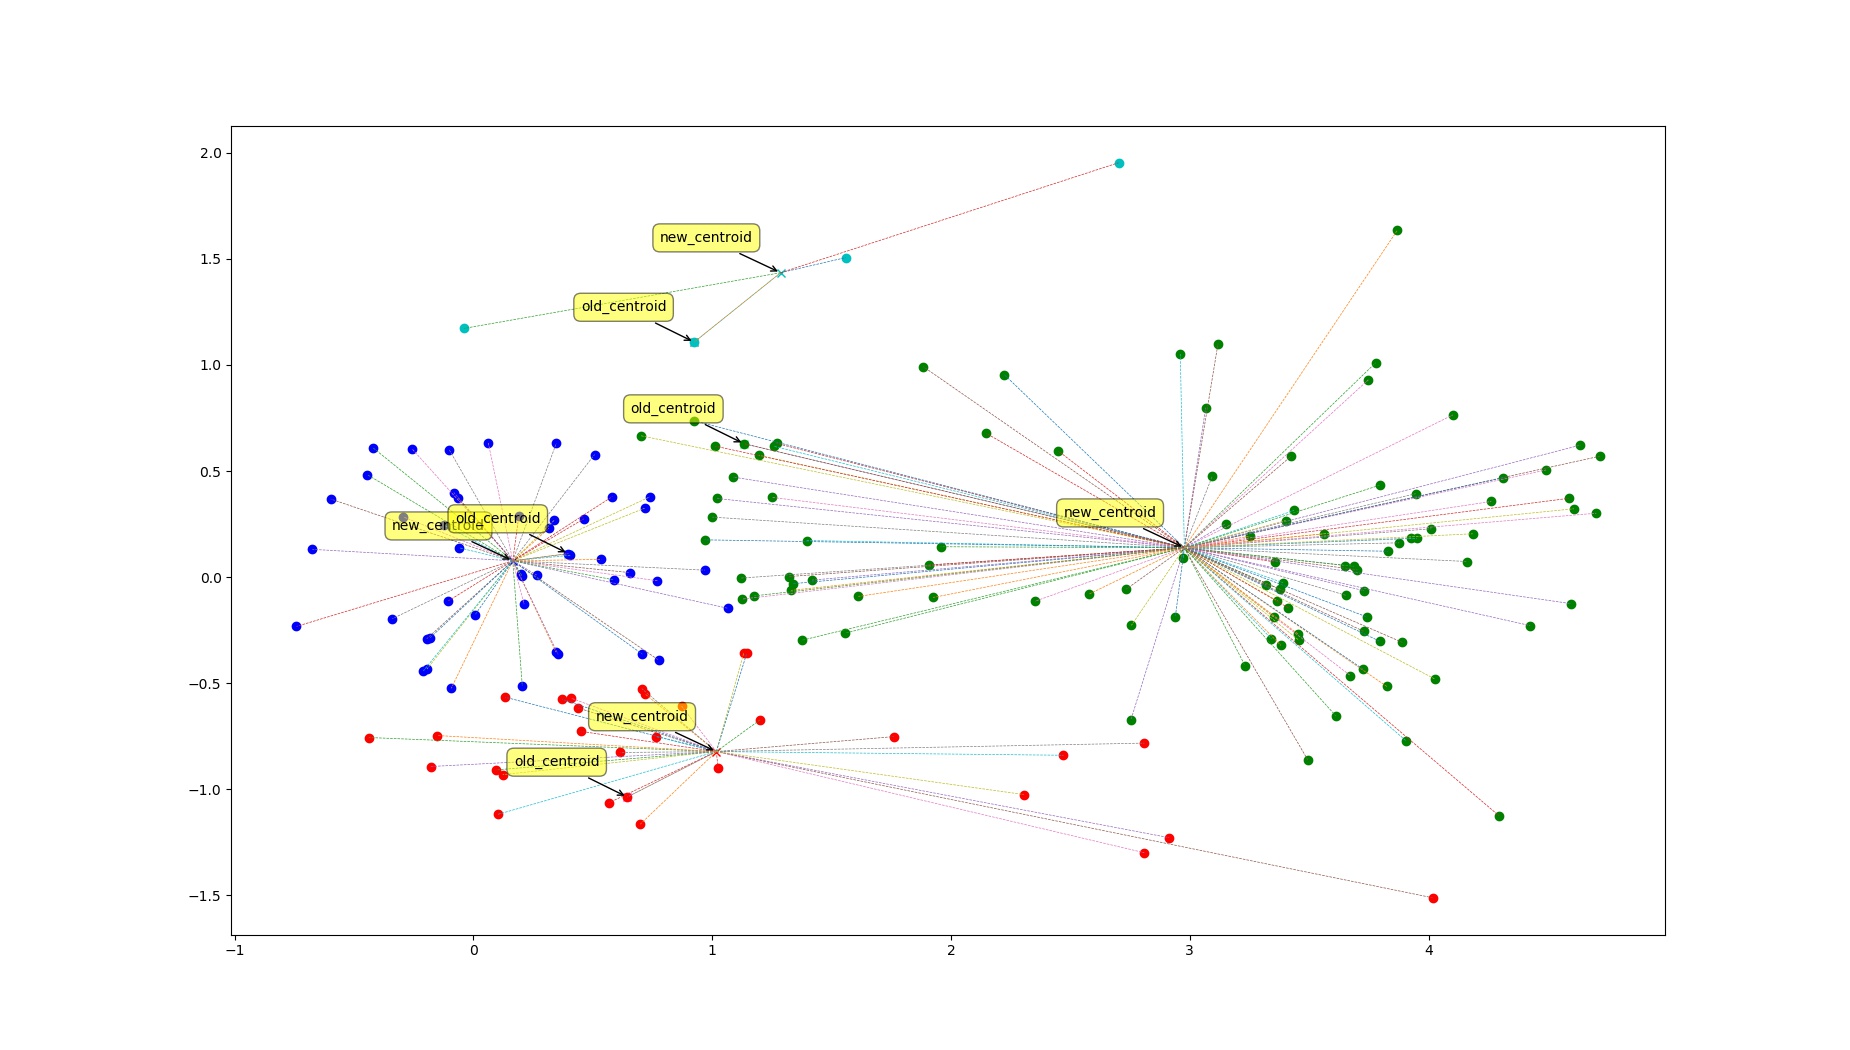 2.0
new_centroid
1.5
old_centroid
1.0
old_centroid
0.5
new_centroid
new_centroid
old_centroid
0.0
−0.5
new_centroid
old_centroid
−1.0
−1.5
−1 0 1 2 3 4